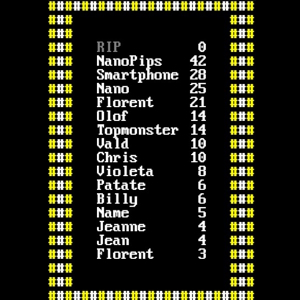 RIP 0
NanoPips 42
Smartphone 28
Nano 25
Florent 21
Olof 14
Topmonster 14
Vald 10
Chris 10
Violeta 8
Patate 6
Billy 6
Name 5
Jeanne 4
Jean 4
Florent 3